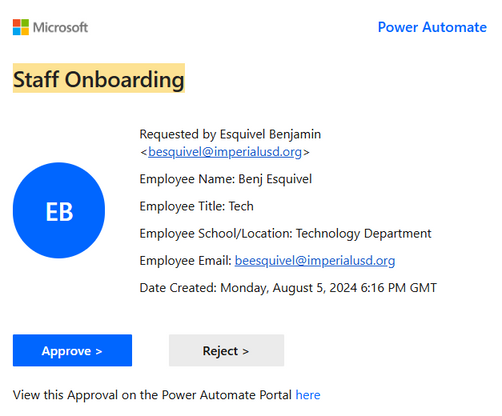 Microsoft
Power Automate
Staff Onboarding
EB
Requested by Esquivel Benjamin
<besquivel@imperialusd.org>
Employee Name: Benj Esquivel
Employee Title: Tech
Employee School/Location: Technology Department
Employee Email: beesquivel@imperialusd.org
Date Created: Monday, August 5, 2024 6:16 PM GMT
Approve >
Reject >
View this Approval on the Power Automate Portal here